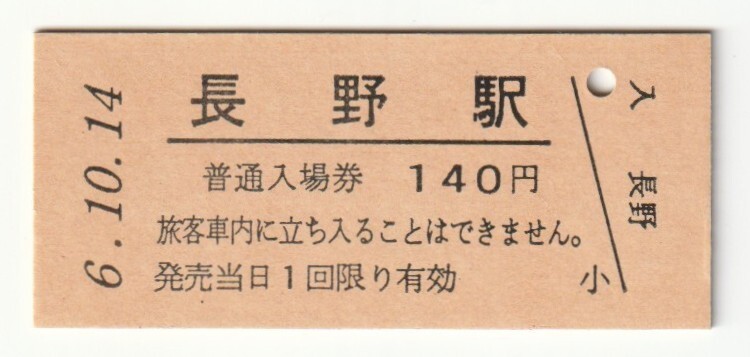 6.10.14
長野駅
普通入場券 140円
旅客車内に立ち入ることはできません。
発売当日1回限り有効
小
入
長野